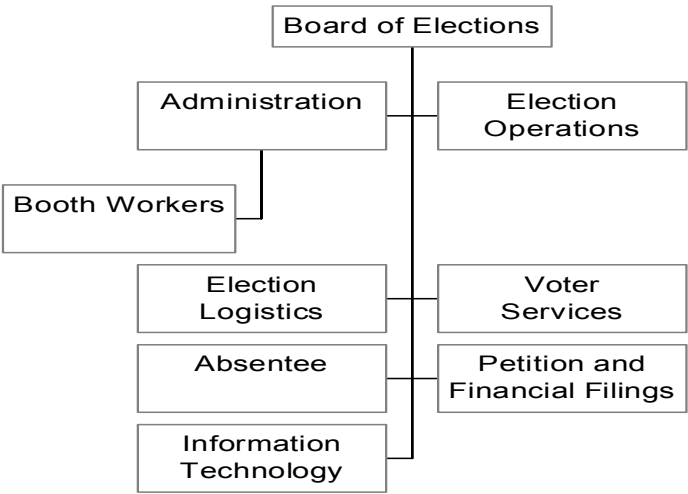 Board of Elections
Administration
Election
Operations
Booth Workers
Election
Logistics
Voter
Services
Absentee
Petition and
Financial Filings
Information
Technology